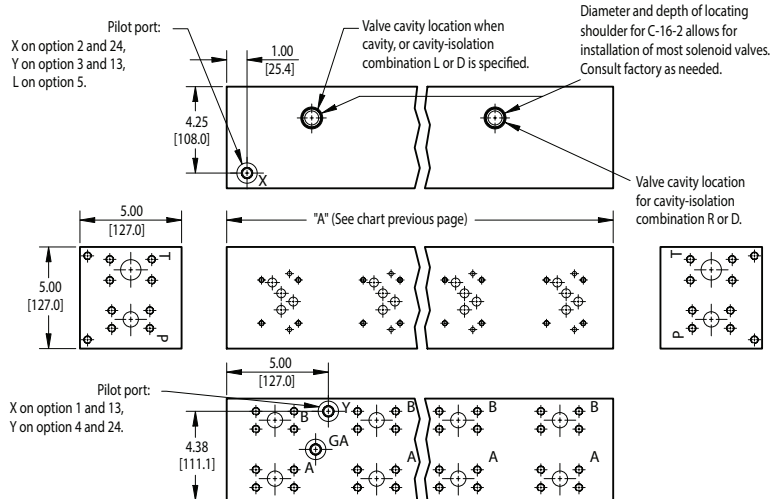 Pilot port:
X on option 2 and 24,
Y on option 3 and 13,
L on option 5.
1.00
[25.4]
Valve cavity location when
cavity, or cavity-isolation
combination L or D is specified.
Diameter and depth of locating
shoulder for C-16-2 allows for
installation of most solenoid valves.
Consult factory as needed.
4.25
[108.0]
X
Valve cavity location
for cavity-isolation
combination R or D.
5.00
[127.0]
"A" (See chart previous page)
5.00
[127.0]
T
P
T
P
5.00
[127.0]
Pilot port:
X on option 1 and 13,
Y on option 4 and 24.
4.38
[111.1]
B
Y
B
B
B
GA
A
A
A
A